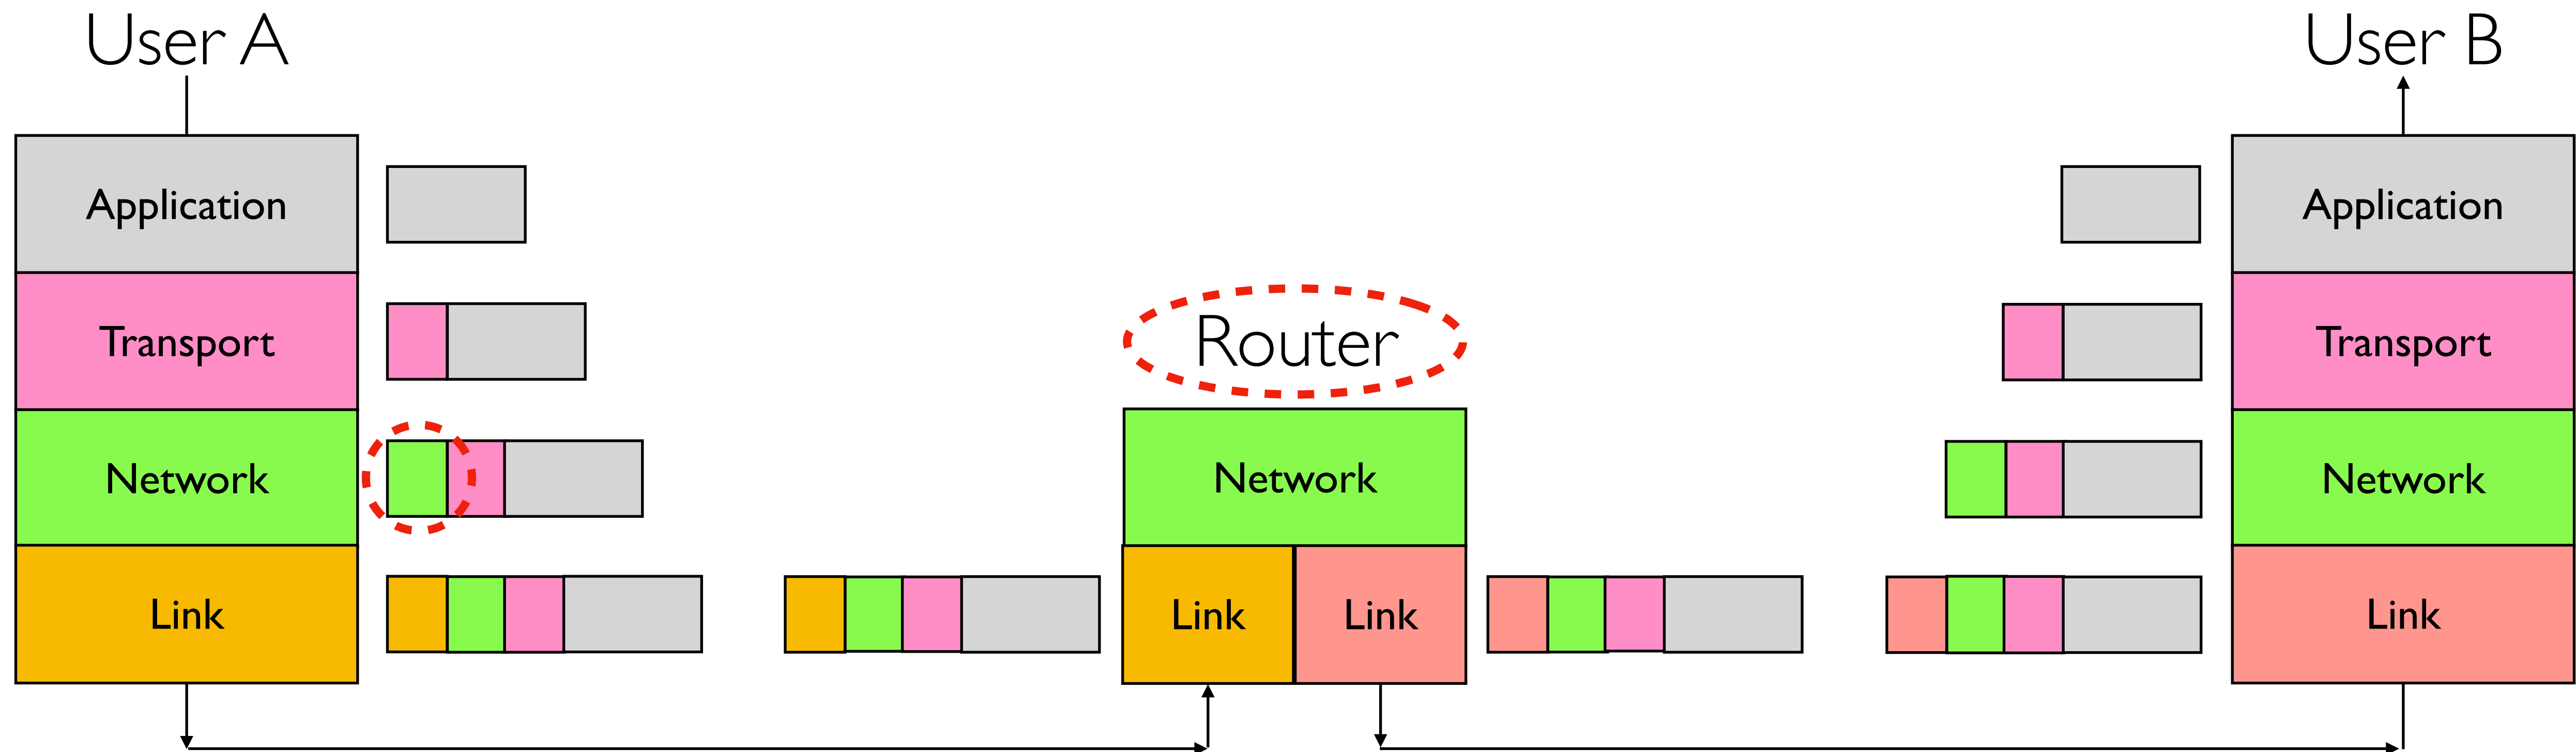 User A
Application
Transport
Network
Link
Router
Network
Link
Link
User B
Application
Transport
Network
Link